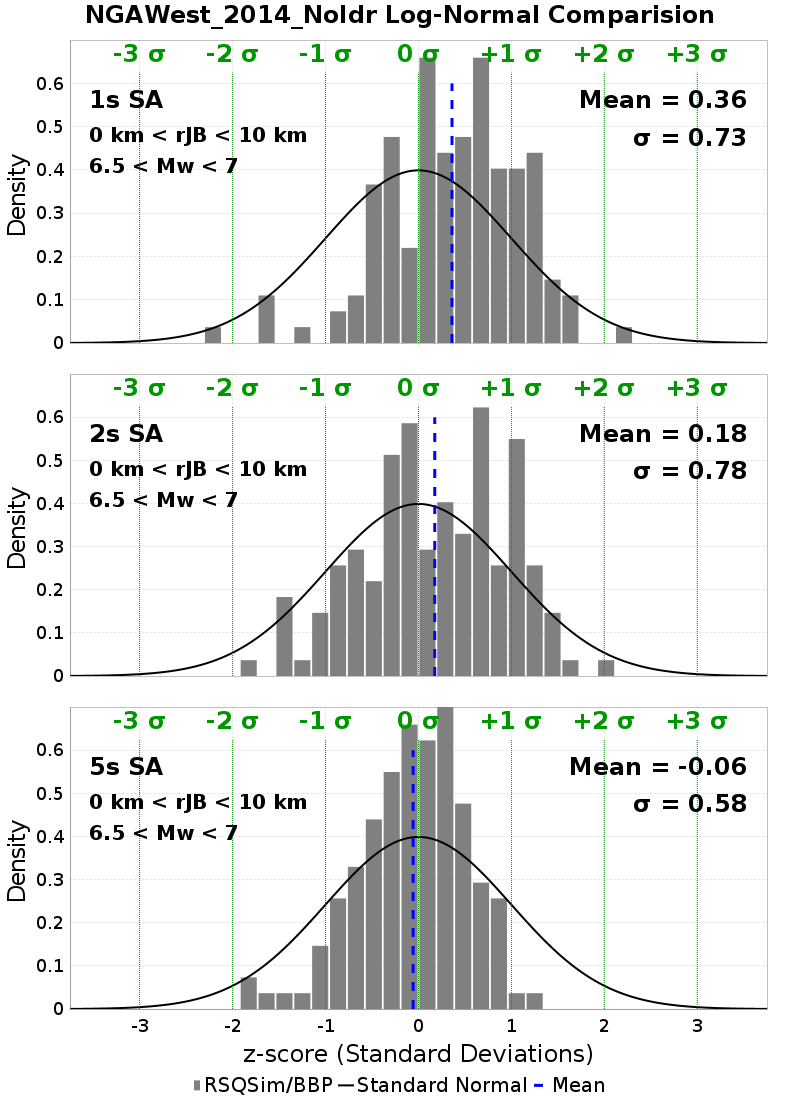 NGAWest_2014_NoIdr Log-Normal Comparision
-3 σ -2 σ -1 σ 0 σ +1 σ +2 σ +3 σ
0.6
1s SA
Mean = 0.36
0.5
0 km < rJB < 10 km
σ = 0.73
6.5 < Mw < 7
0.4
Density
0.3
0.2
0.1
0
-3 σ -2 σ -1 σ 0 σ +1 σ +2 σ +3 σ
0.6
2s SA
Mean = 0.18
0.5
0 km < rJB < 10 km
σ = 0.78
6.5 < Mw < 7
0.4
Density
0.3
0.2
0.1
0
-3 σ -2 σ -1 σ 0 σ +1 σ +2 σ +3 σ
0.6
5s SA
Mean = -0.06
0.5
0 km < rJB < 10 km
σ = 0.58
6.5 < Mw < 7
0.4
Density
0.3
0.2
0.1
0
-3 -2 -1 0 1 2 3
z-score (Standard Deviations)
RSQSim/BBP Standard Normal Mean